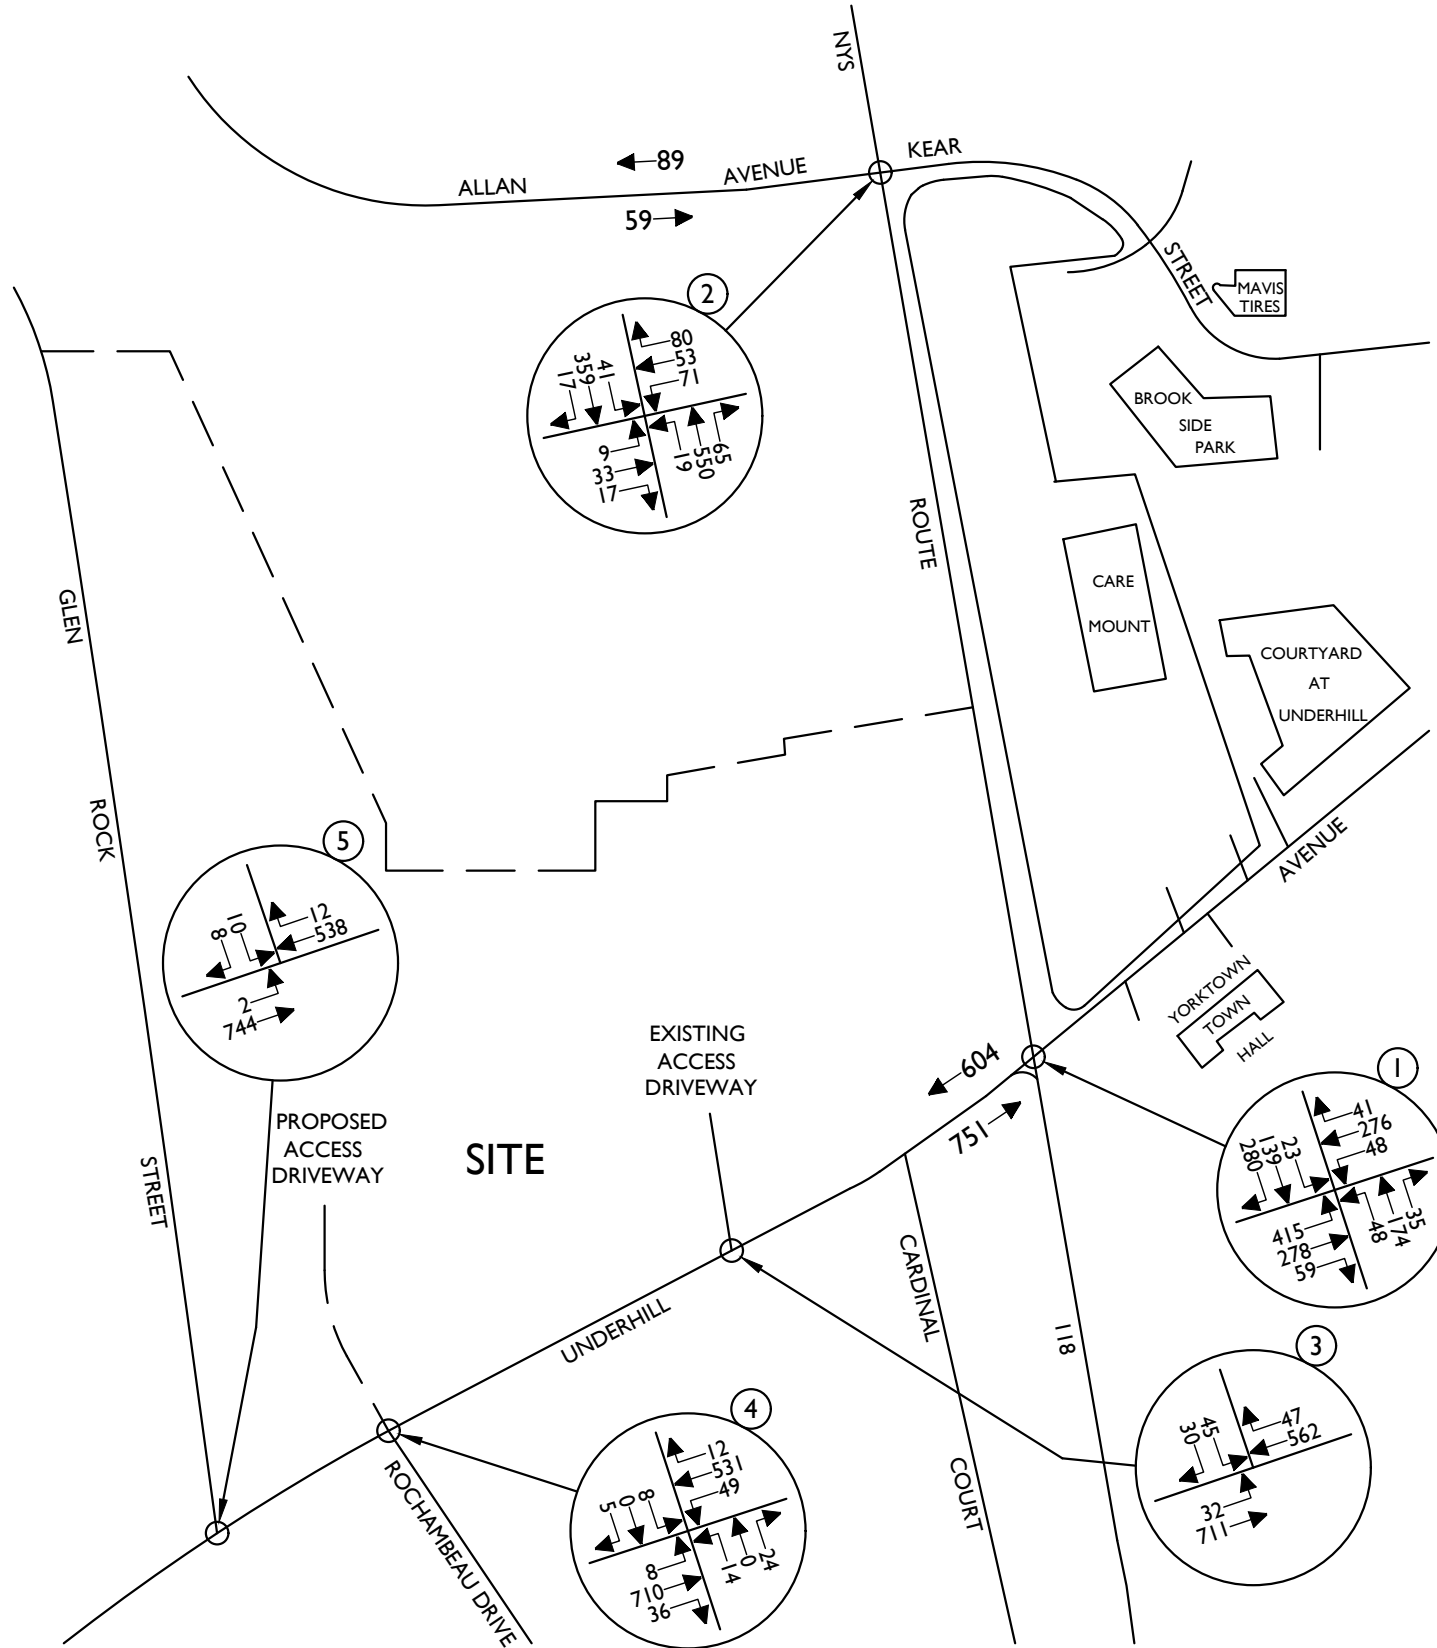 NYS
KEAR
ALLAN
AVENUE
89
59
STREET
MAVIS
TIRES
2
80
53
71
41
359
17
9
33
17
19
550
65
BROOK
SIDE
PARK
ROUTE
CARE
MOUNT
GLEN
COURTYARD
AT
UNDERHILL
ROCK
AVENUE
5
12
538
10
8
2
744
YORKTOWN
TOWN
HALL
EXISTING
ACCESS
DRIVEWAY
604
751
1
41
276
48
23
139
280
415
278
59
48
174
35
PROPOSED
ACCESS
DRIVEWAY
SITE
STREET
CARDINAL
UNDERHILL
118
3
47
562
45
30
32
711
4
12
531
49
8
0
5
8
710
36
14
0
24
ROCHAMBEAU DRIVE
COURT